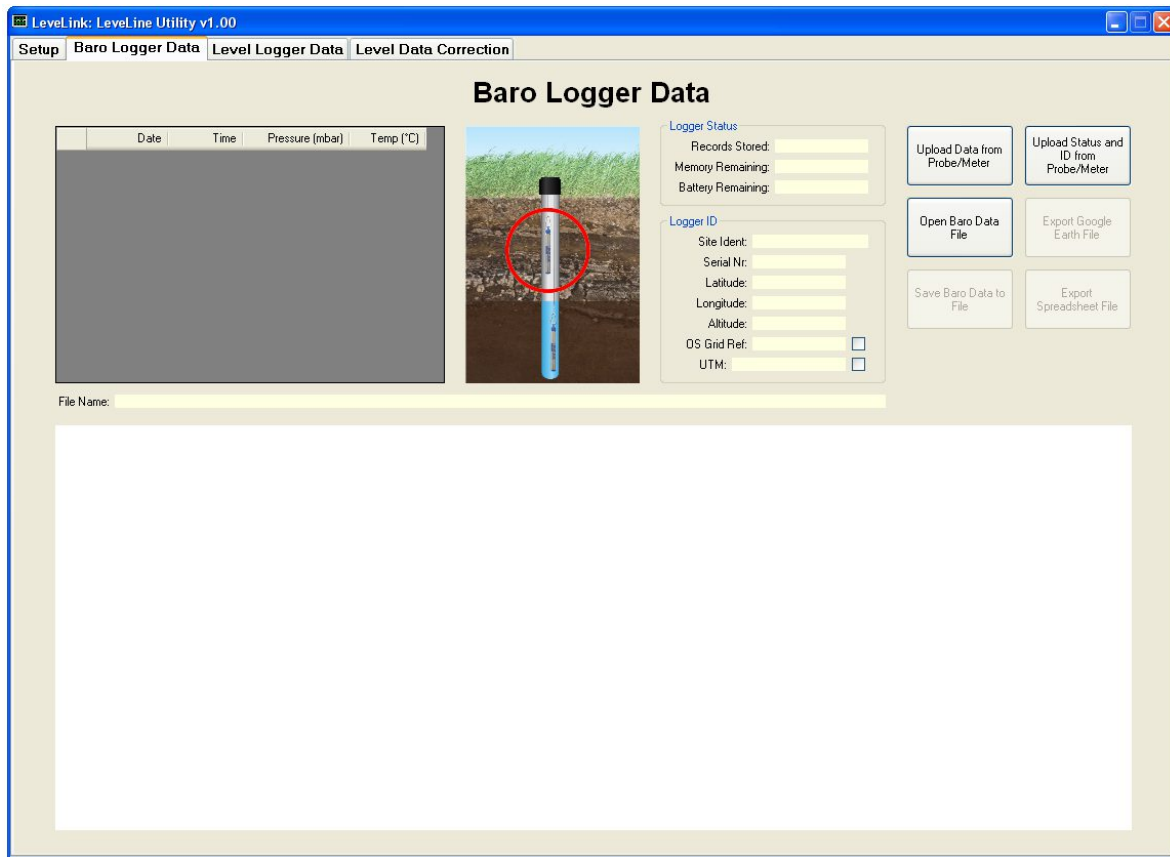 LeveLink: LeveLine Utility v1.00
Setup
Baro Logger Data
Level Logger Data
Level Data Correction
Baro Logger Data
Date
Time
Pressure (mbar)
Temp (°C)
Logger Status
Records Stored:
Memory Remaining:
Battery Remaining:
Logger ID
Site Ident:
Serial Nr:
Latitude:
Longitude:
Altitude:
OS Grid Ref:
UTM:
Upload Data from
Probe/Meter
Upload Status and
ID from
Probe/Meter
Open Baro Data
File
Export Google
Earth File
Save Baro Data to
File
Export
Spreadsheet File
File Name: